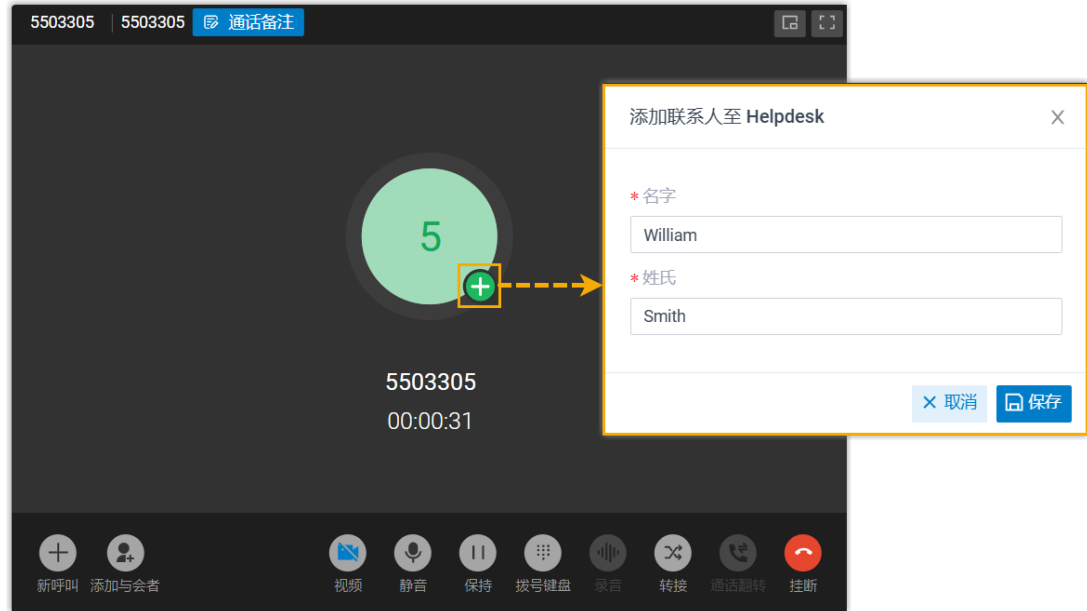 5503305 5503305 通话备注
添加联系人至 Helpdesk
* 名字
William
* 姓氏
Smith
取消 保存
5
5503305
00:00:31
新呼叫 添加与会者 视频 静音 保持 拨号键盘 录音 转接 通话翻转 挂断